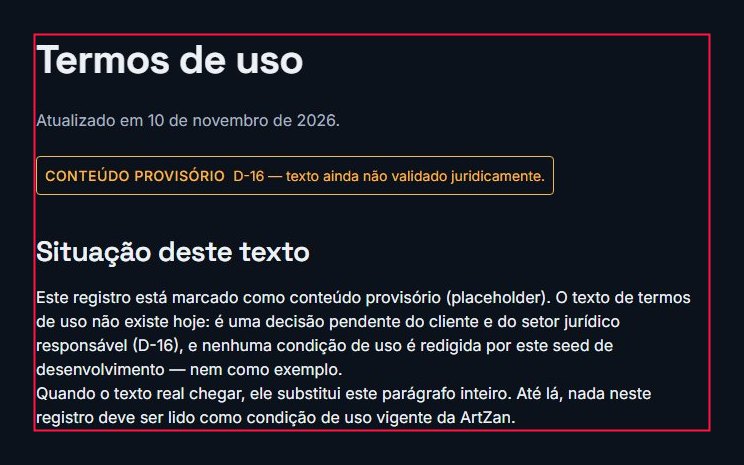 Termos de uso
Atualizado em 10 de novembro de 2026.
CONTEÚDO PROVISÓRIO D-16 — texto ainda não validado juridicamente.
Situação deste texto
Este registro está marcado como conteúdo provisório (placeholder). O texto de termos
de uso não existe hoje: é uma decisão pendente do cliente e do setor jurídico
responsável (D-16), e nenhuma condição de uso é redigida por este seed de
desenvolvimento — nem como exemplo.
Quando o texto real chegar, ele substitui este parágrafo inteiro. Até lá, nada neste
registro deve ser lido como condição de uso vigente da ArtZan.